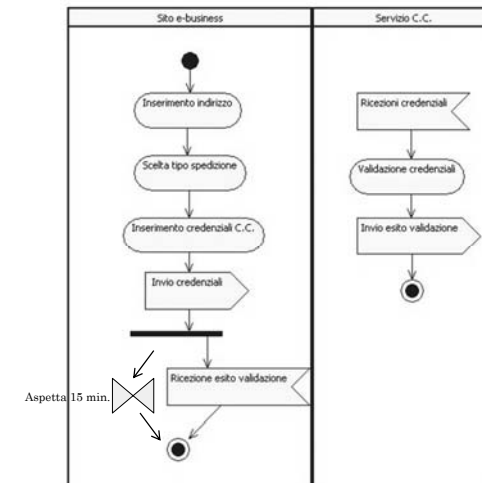 Sito e-business
Servizio C.C.
Inserimento indirizzo
Scelta tipo spedizione
Inserimento credenziali C.C.
Invio credenziali
Aspetta 15 min.
Ricezione esito validazione
Ricezioni credenziali
Validazione credenziali
Invio esito validazione